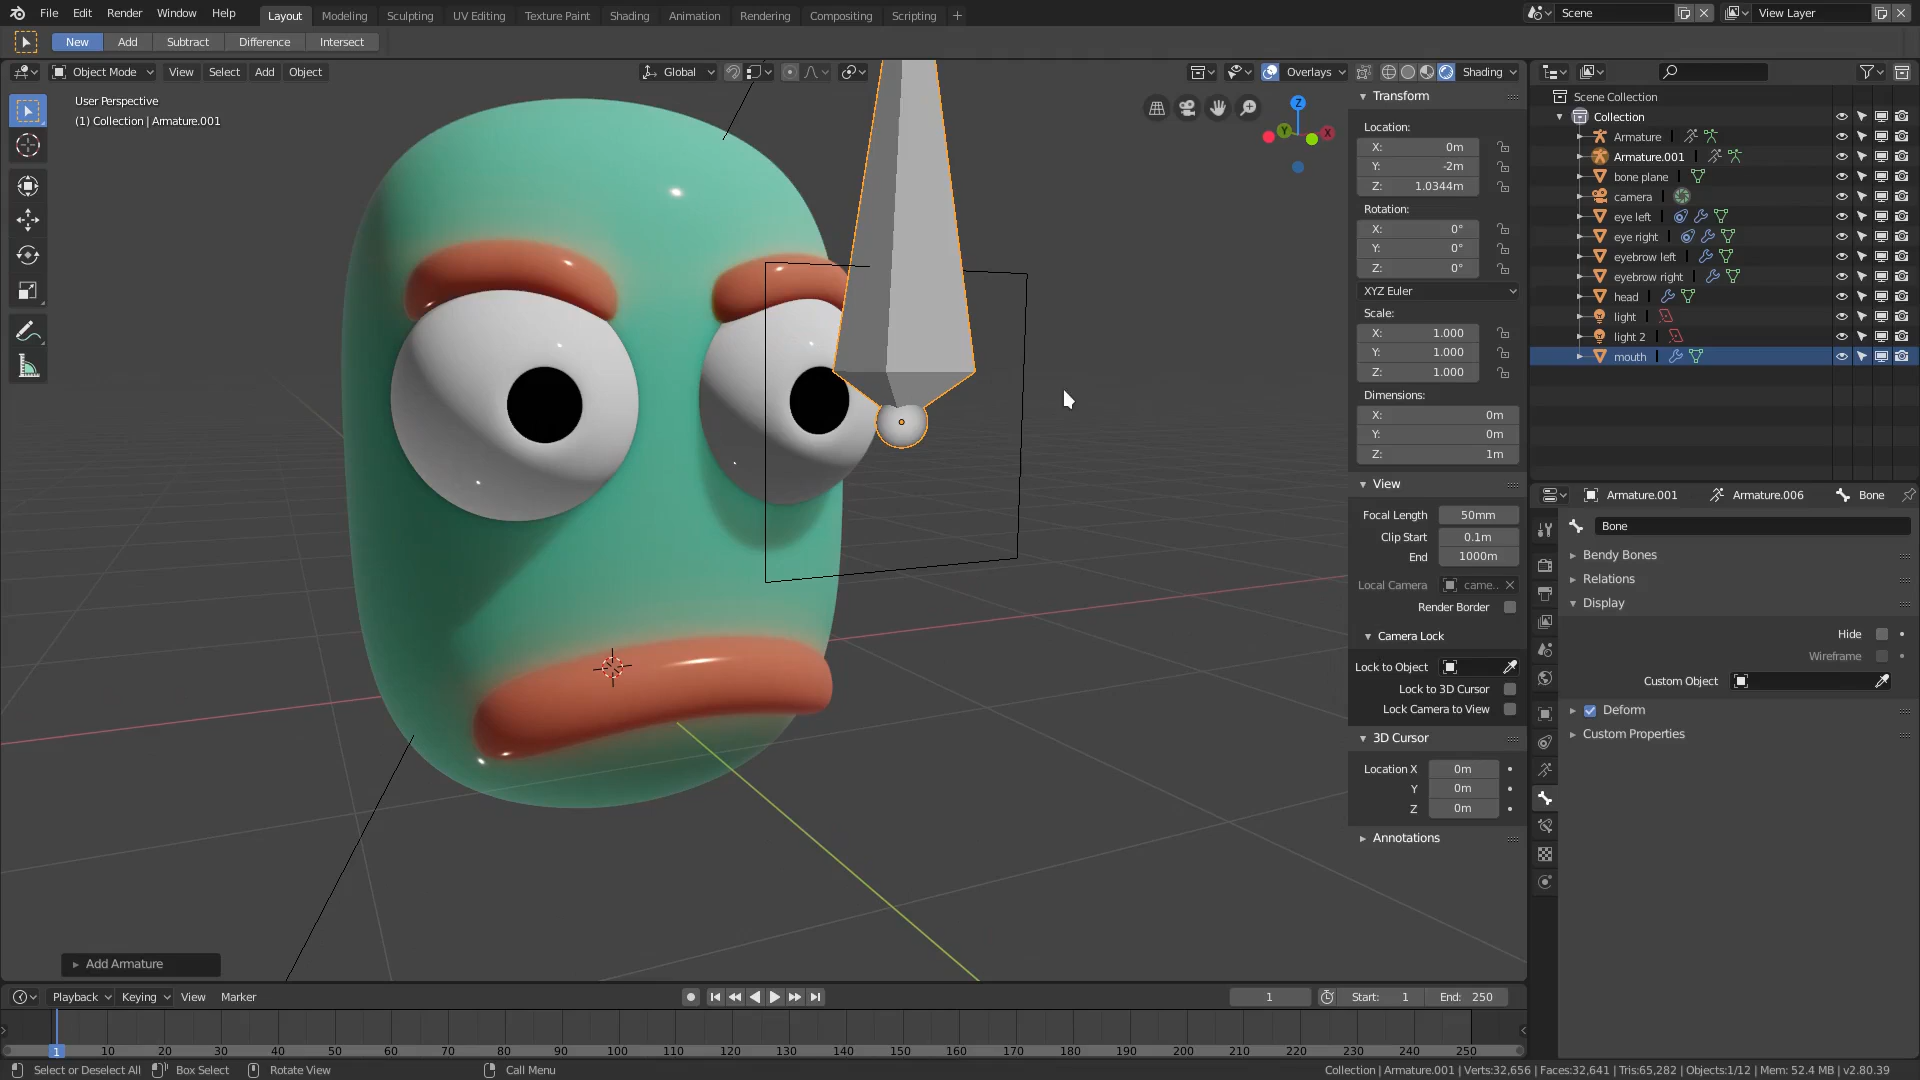 File Edit Render Window Help Layout Modeling Sculpting UV Editing Texture Paint Shading Animation Rendering Compositing Scripting + Scene View Layer
New Add Subtract Difference Intersect
Object Mode View Select Add Object Global Overlays Shading
User Perspective
(1) Collection | Armature.001
Z
Y
X
Transform
Location:
X: 0m
Y: -2m
Z: 1.0344m
Rotation:
X: 0°
Y: 0°
Z: 0°
XYZ Euler
Scale:
X: 1.000
Y: 1.000
Z: 1.000
Dimensions:
X: 0m
Y: 0m
Z: 1m
View
Focal Length 50mm
Clip Start 0.1m
End 1000m
Local Camera came..
Render Border
Camera Lock
Lock to Object
Lock to 3D Cursor
Lock Camera to View
3D Cursor
Location X 0m
Y 0m
Z 0m
Annotations
Scene Collection
Collection
Armature
Armature.001
bone plane
camera
eye left
eye right
eyebrow left
eyebrow right
head
light
light 2
mouth
Armature.001 Armature.006 Bone
Bone
Bendy Bones
Relations
Display
Hide
Wireframe
Custom Object
Deform
Custom Properties
Add Armature
Playback Keying View Marker 1 Start: 1 End: 250
1 10 20 30 40 50 60 70 80 90 100 110 120 130 140 150 160 170 180 190 200 210 220 230 240 250
Select or Deselect All Box Select Rotate View Call Menu Collection | Armature.001 | Verts:32,656 | Faces:32,641 | Tris:65,282 | Objects:1/12 | Mem: 52.4 MB | v2.80.39